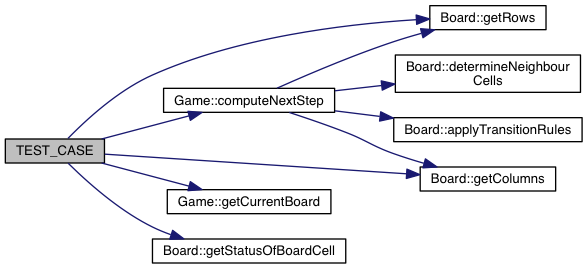 Board::getRows
Board::determineNeighbour
Cells
Game::computeNextStep
Board::applyTransitionRules
TEST_CASE
Board::getColumns
Game::getCurrentBoard
Board::getStatusOfBoardCell